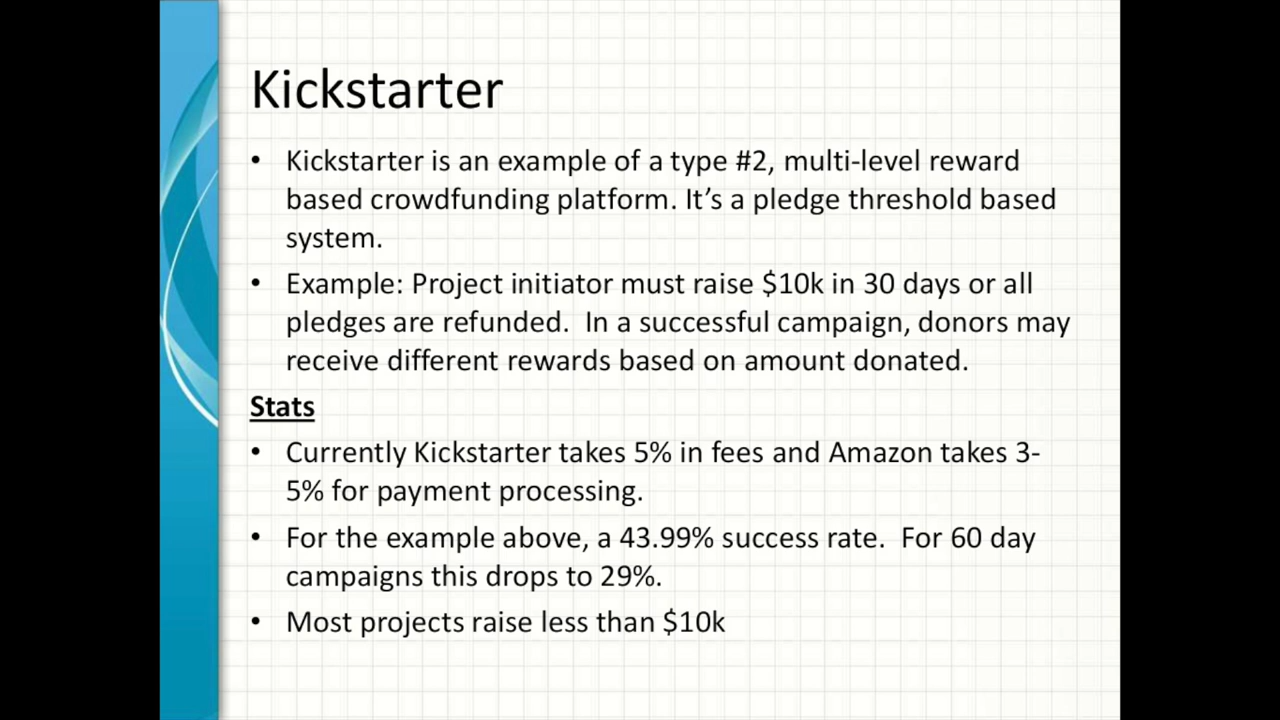 Kickstarter
• Kickstarter is an example of a type #2, multi-level reward
based crowdfunding platform. It’s a pledge threshold based
system.
• Example: Project initiator must raise $10k in 30 days or all
pledges are refunded.  In a successful campaign, donors may
receive different rewards based on amount donated.
Stats
• Currently Kickstarter takes 5% in fees and Amazon takes 3-
5% for payment processing.
• For the example above, a 43.99% success rate.  For 60 day
campaigns this drops to 29%.
• Most projects raise less than $10k